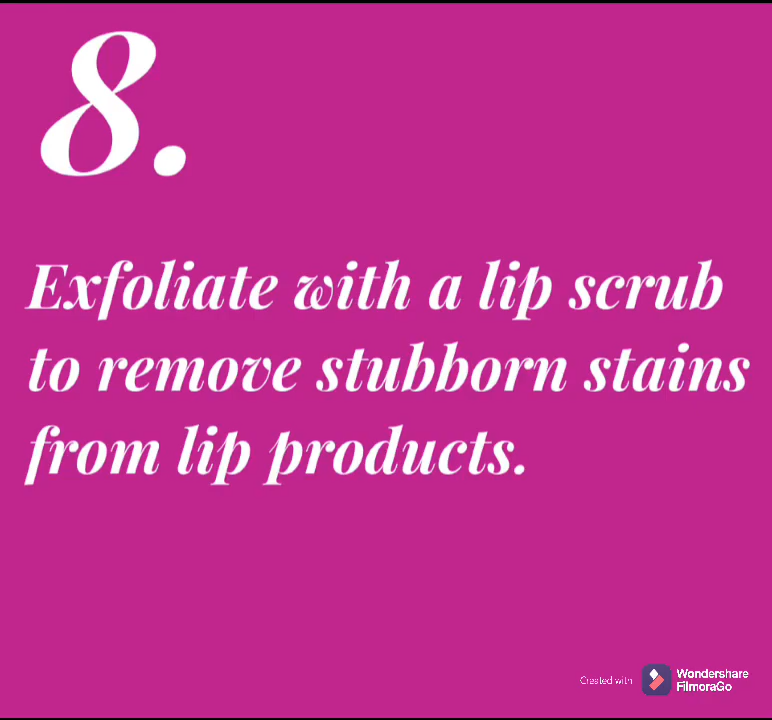 8.
Exfoliate with a lip scrub
to remove stubborn stains
from lip products.
Created with
Wondershare
FilmoraGo